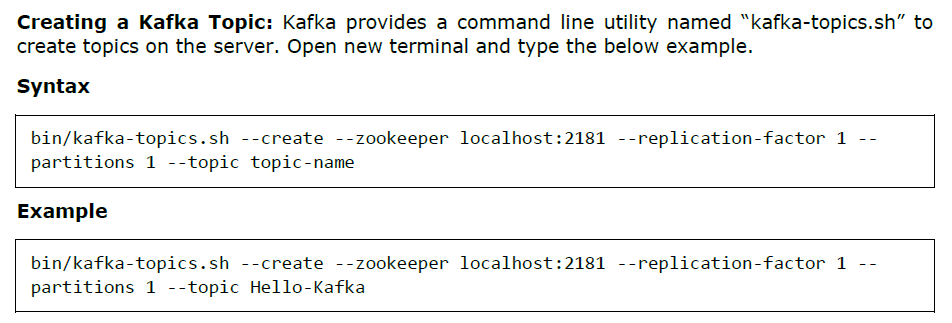 Creating a Kafka Topic: Kafka provides a command line utility named “kafka-topics.sh” to
create topics on the server. Open new terminal and type the below example.
Syntax
bin/kafka-topics.sh --create --zookeeper localhost:2181 --replication-factor 1 --
partitions 1 --topic topic-name
Example
bin/kafka-topics.sh --create --zookeeper localhost:2181 --replication-factor 1 --
partitions 1 --topic Hello-Kafka